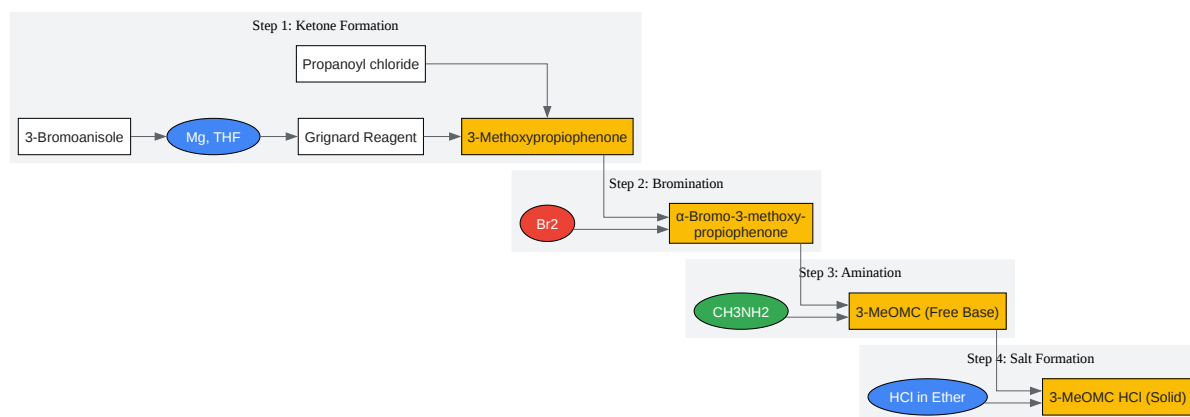 Step 1: Ketone Formation
Propanoyl chloride
3-Bromoanisole
Mg, THF
Grignard Reagent
3-Methoxypropiophenone
Step 2: Bromination
Br2
α-Bromo-3-methoxy-
propiophenone
Step 3: Amination
CH3NH2
3-MeOMC (Free Base)
Step 4: Salt Formation
HCl in Ether
3-MeOMC HCl (Solid)